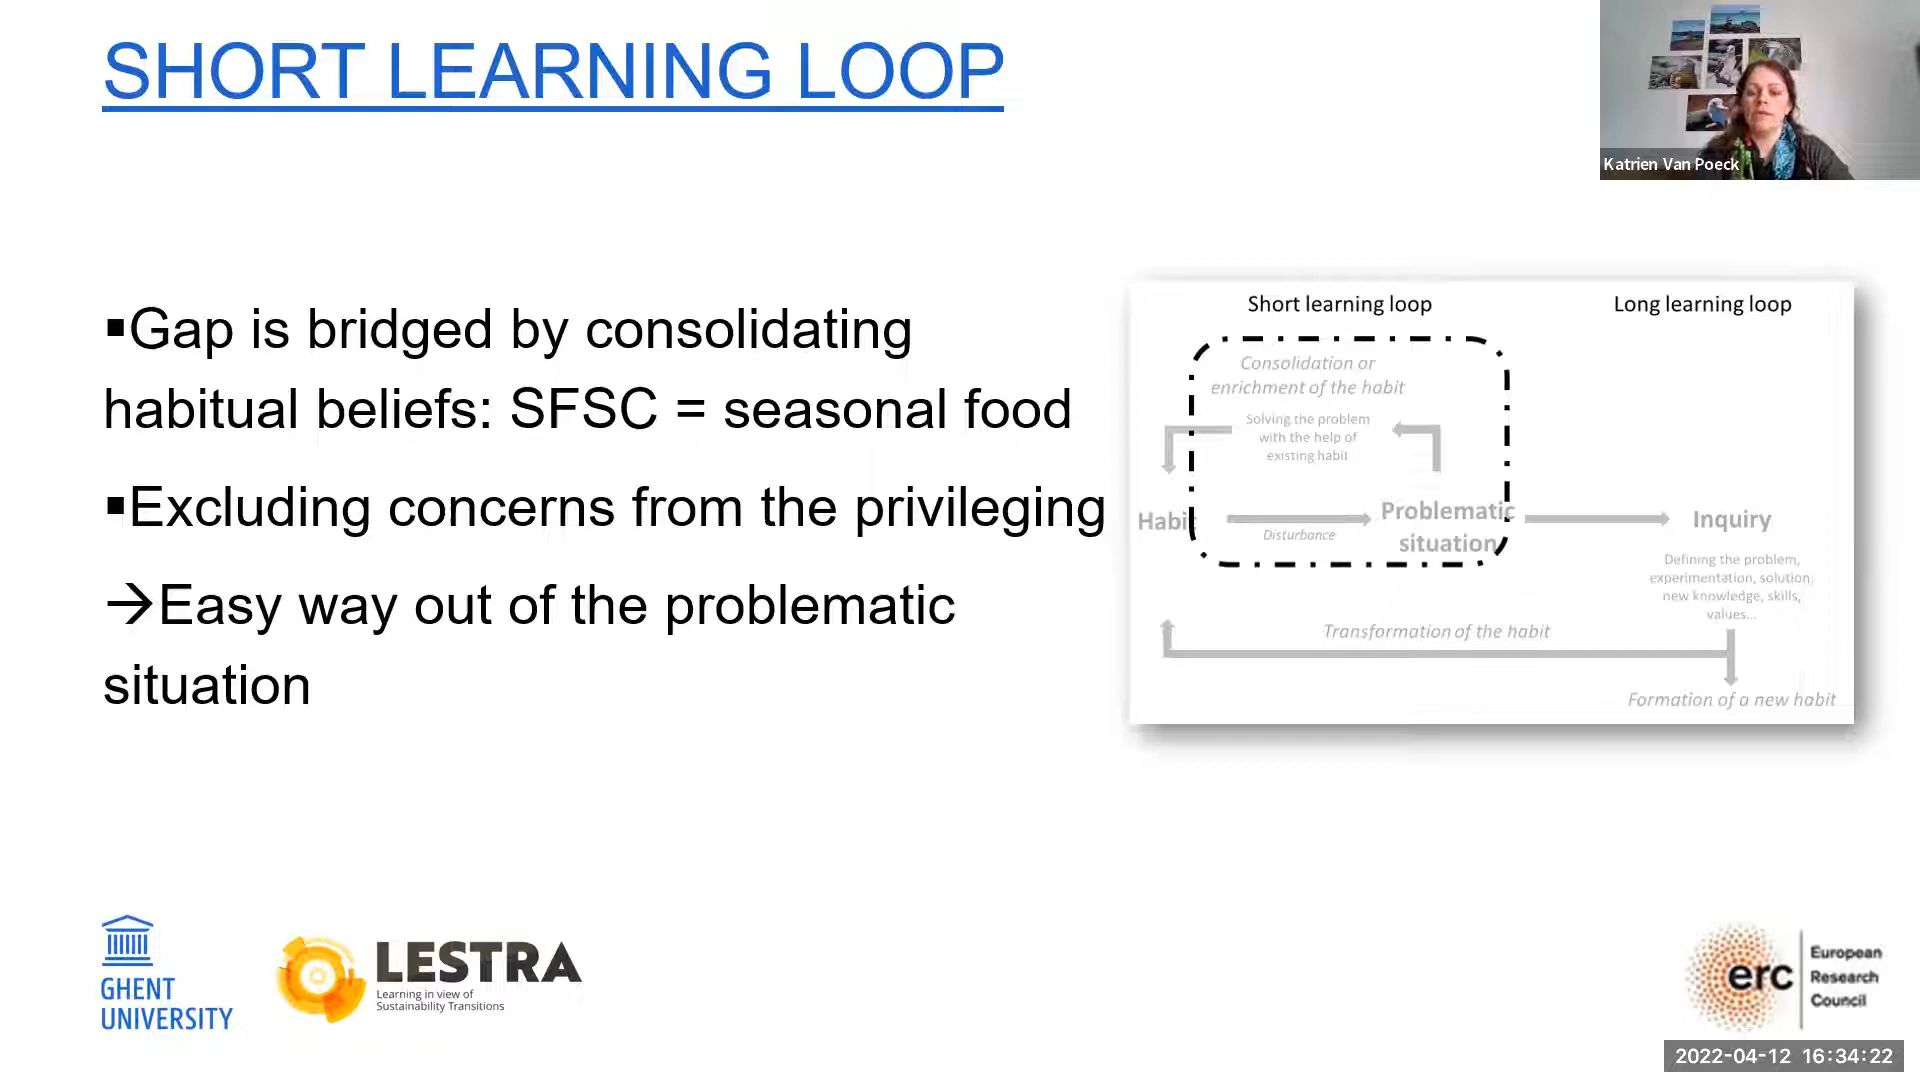 SHORT LEARNING LOOP
Katrien Van Poeck
▪Gap is bridged by consolidating
habitual beliefs: SFSC = seasonal food
▪Excluding concerns from the privileging
→Easy way out of the problematic
situation
Short learning loop
Long learning loop
Consolidation or
enrichment of the habit
Solving the problem
with the help of
existing habit
Habit
Disturbance
Problematic
situation
Inquiry
Defining the problem,
experimentation, solution,
new knowledge, skills,
values...
Transformation of the habit
Formation of a new habit
GHENT
UNIVERSITY
LESTRA
Learning in view of
Sustainability Transitions
erc
European
Research
Council
2022-04-12 16:34:22